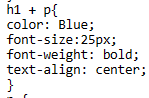 h1 + p{
color: Blue;
font-size:25px;
font-weight: bold;
text-align: center;
}